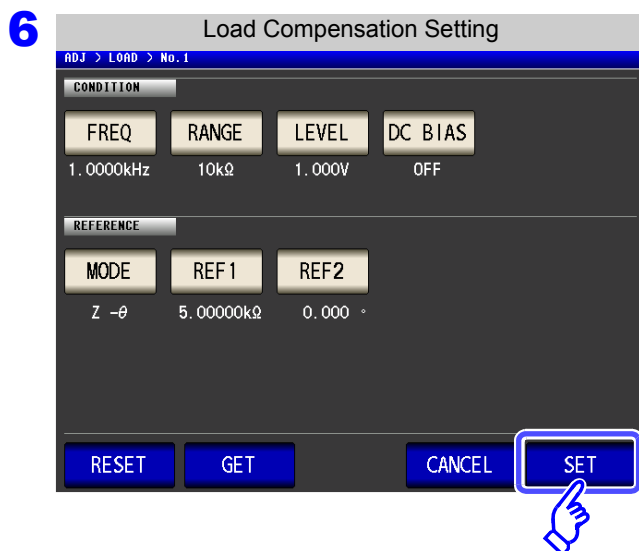 6
Load Compensation Setting
ADJ > LOAD > No.1
CONDITION
FREQ RANGE LEVEL DC BIAS
1.0000kHz 10kΩ 1.000V OFF
REFERENCE
MODE REF1 REF2
Z -θ 5.00000kΩ 0.000 °
RESET GET CANCEL SET